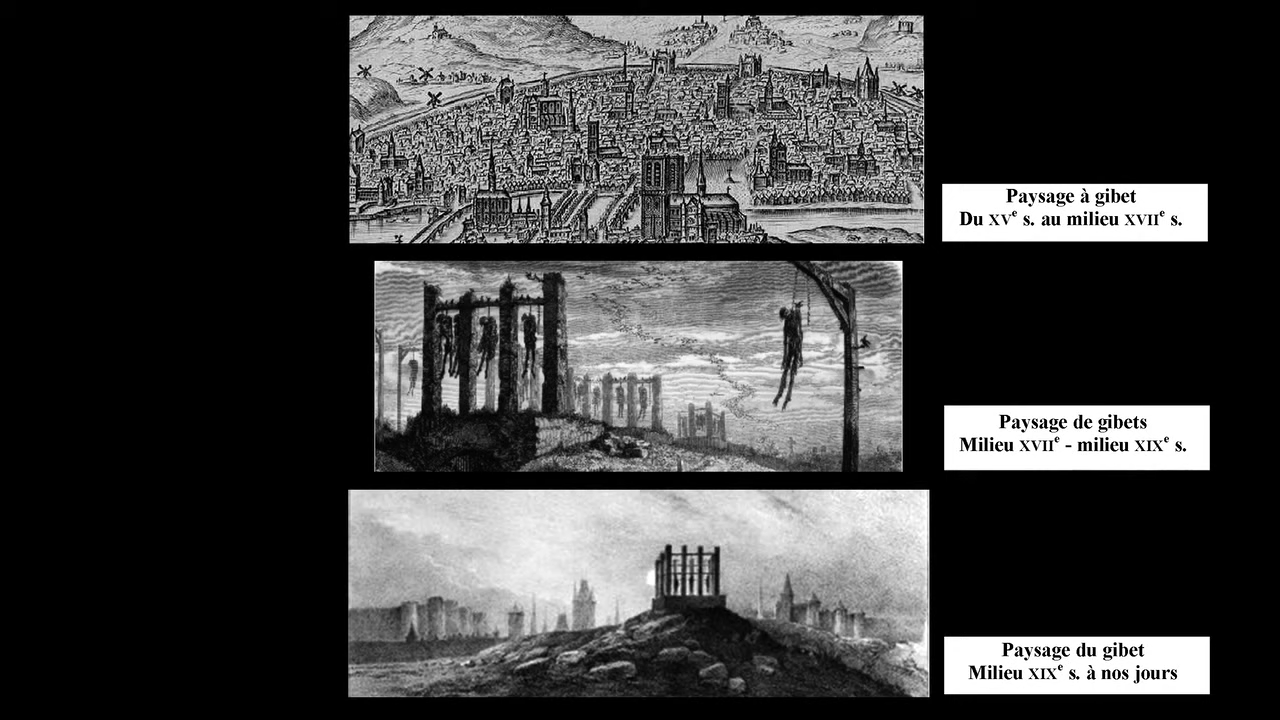 Paysage à gibet
Du XVe s. au milieu XVIIe s.
Paysage de gibets
Milieu XVIIe - milieu XIXe s.
Paysage du gibet
Milieu XIXe s. à nos jours